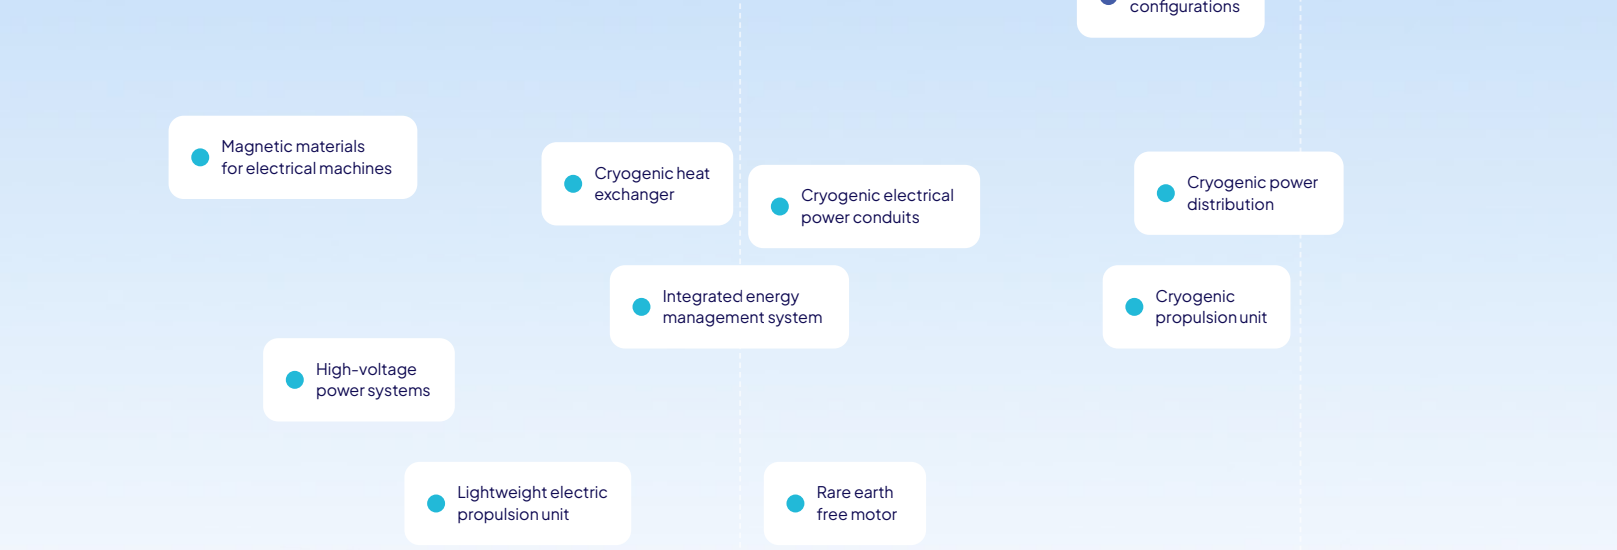 configurations
Magnetic materials
for electrical machines
Cryogenic heat
exchanger
Cryogenic electrical
power conduits
Cryogenic power
distribution
Integrated energy
management system
Cryogenic
propulsion unit
High-voltage
power systems
Lightweight electric
propulsion unit
Rare earth
free motor